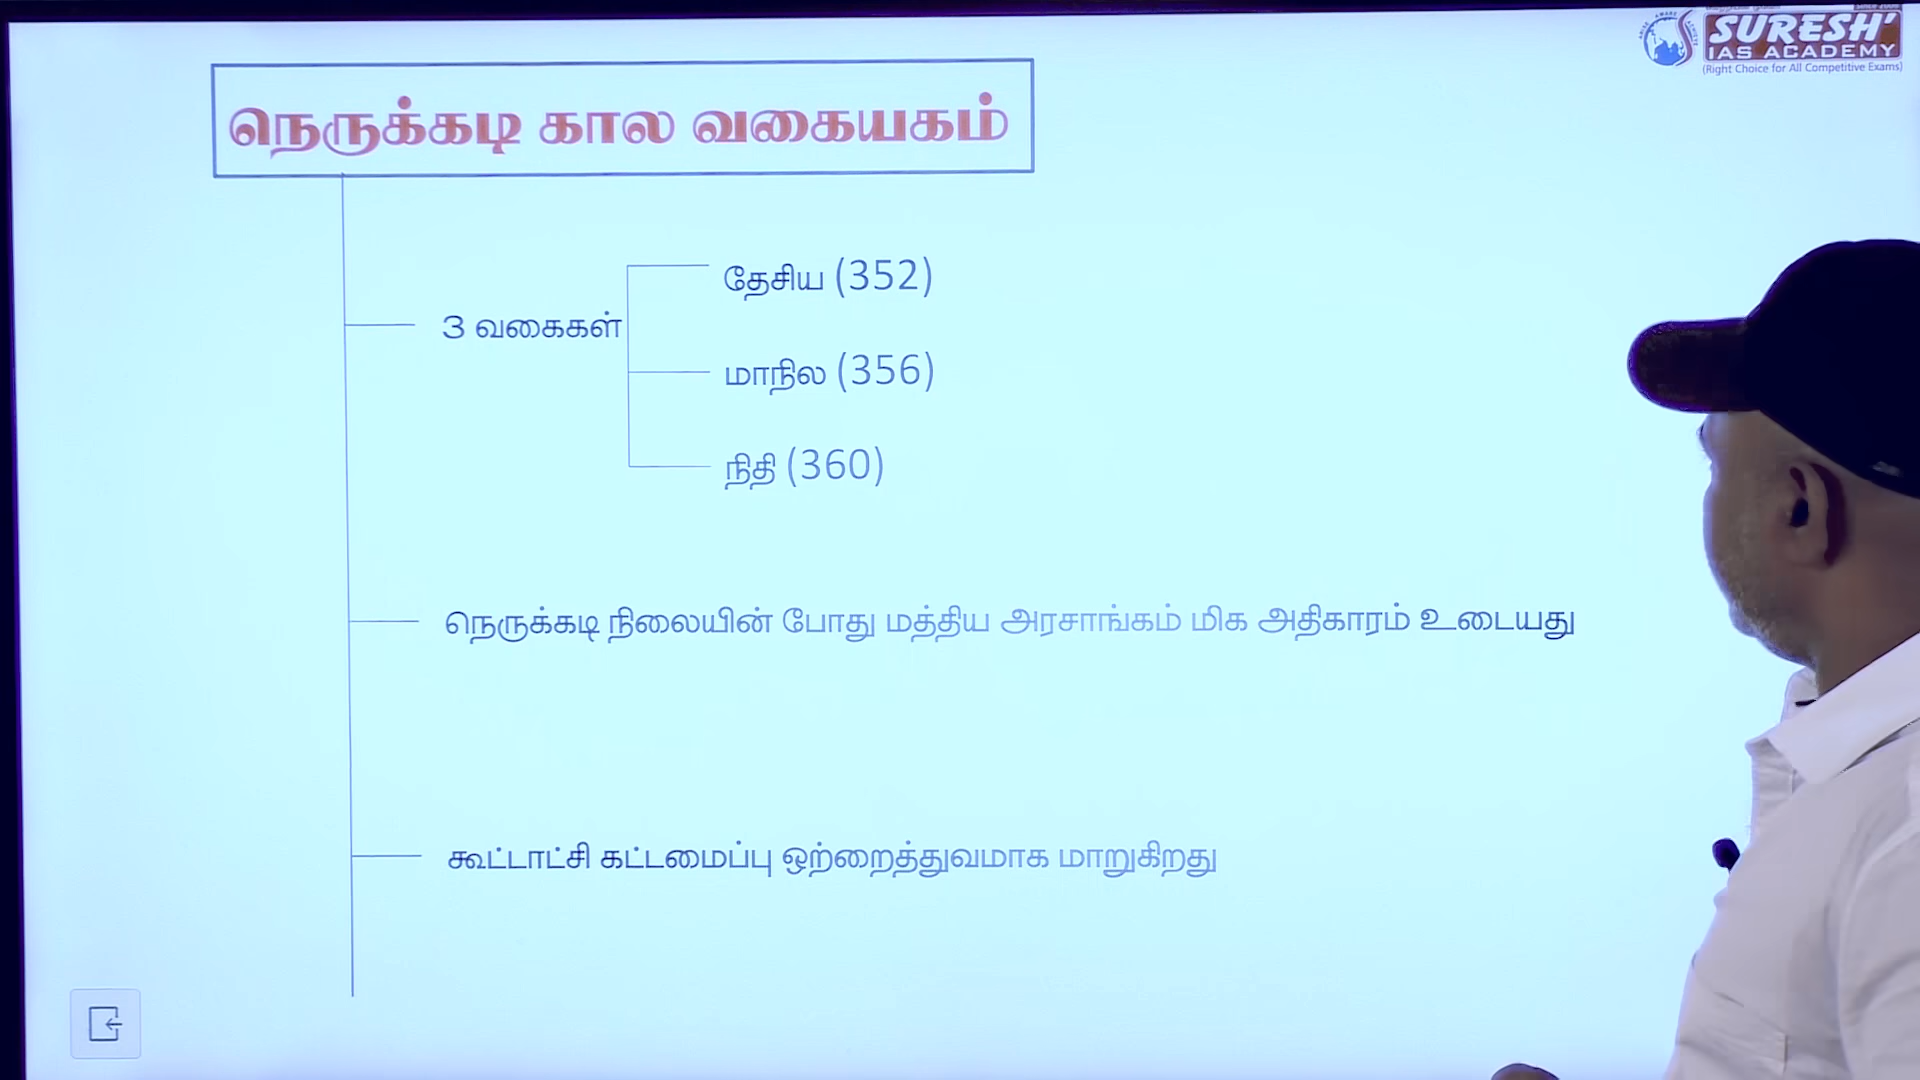 SURESH'
IAS ACADEMY
(Right Choice for All Competitive Exams)
நெருக்கடி கால வகையகம்
3 வகைகள்
தேசிய (352)
மாநில (356)
நிதி (360)
நெருக்கடி நிலையின் போது மத்திய அரசாங்கம் மிக அதிகாரம் உடையது
கூட்டாட்சி கட்டமைப்பு ஒற்றைத்துவமாக மாறுகிறது